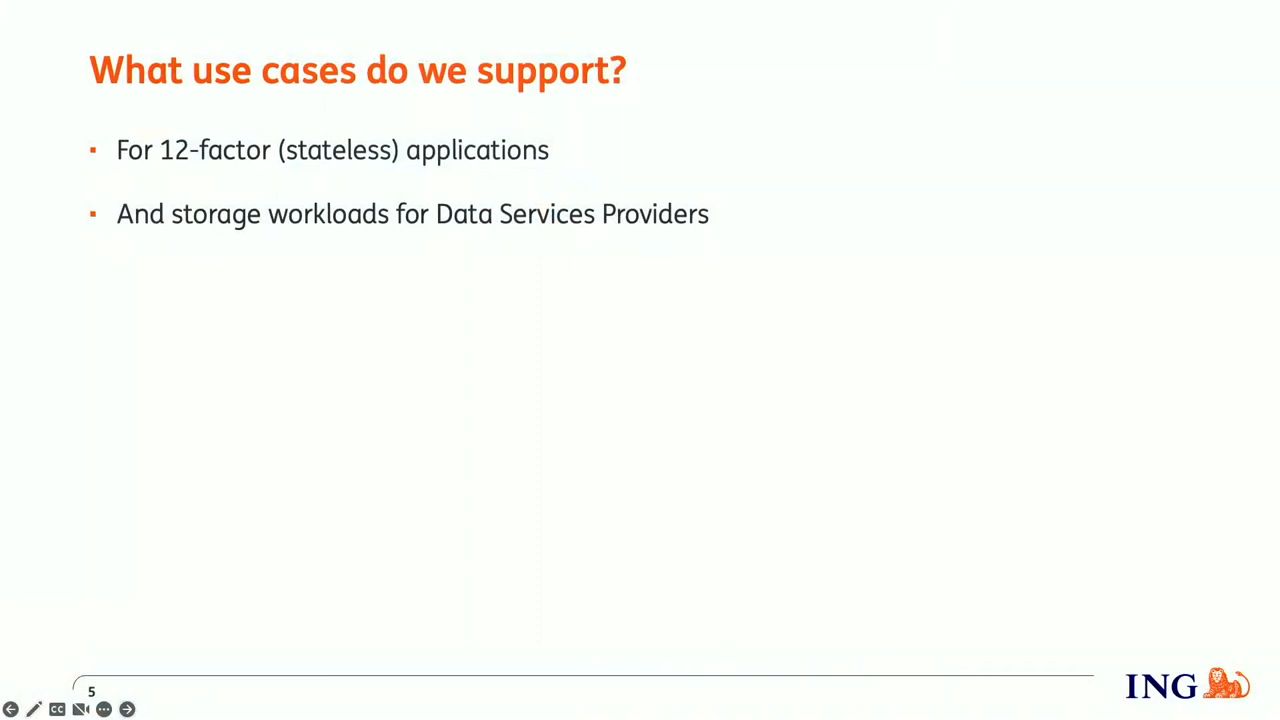 What use cases do we support?
▪ For 12-factor (stateless) applications
▪ And storage workloads for Data Services Providers
5
CC
ING